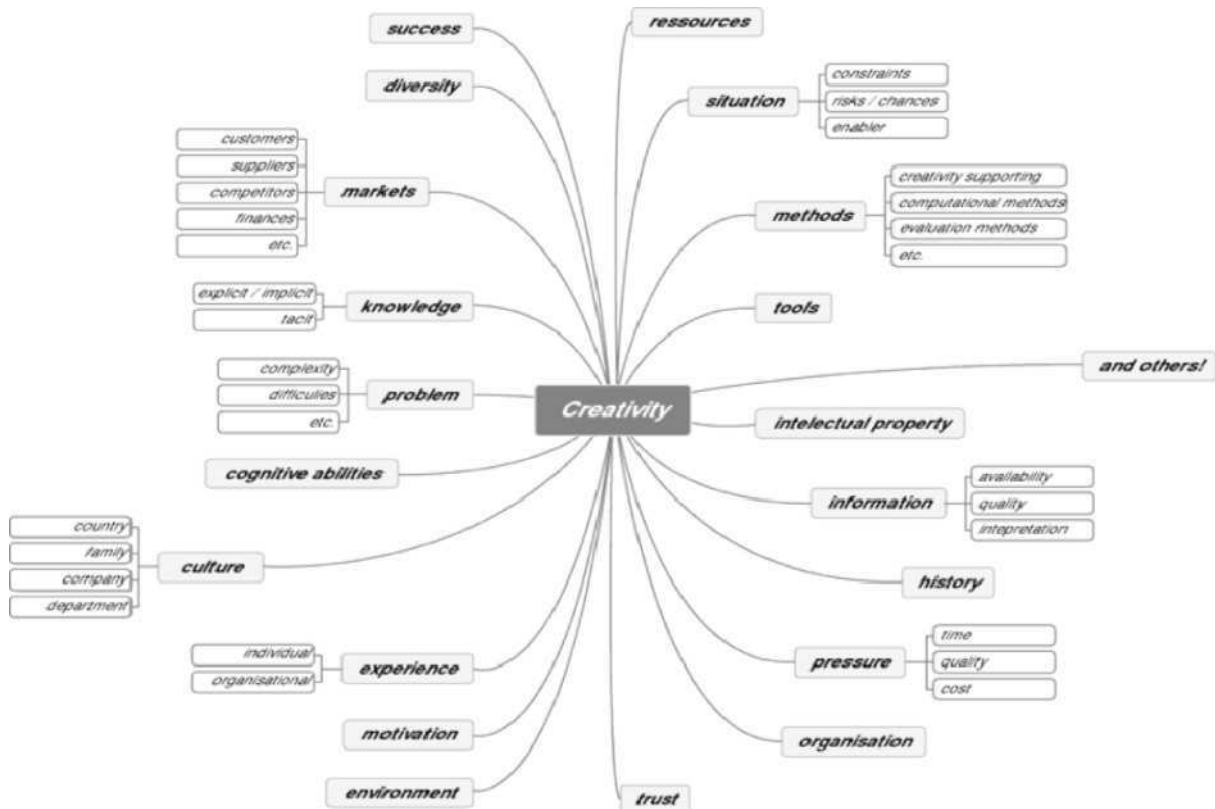 success
diversity
customers
suppliers
competitors
finances
etc.
markets
explicit / implicit
tacit
knowledge
complexity
difficulies
etc.
problem
cognitive abilities
country
family
company
department
culture
individual
organisational
experience
motivation
environment
Creativity
ressources
situation
constraints
risks / chances
enabler
methods
creativity supporting
computational methods
evaluation methods
etc.
tools
and others!
intelectual property
information
availability
quality
intepretation
history
pressure
time
quality
cost
organisation
trust